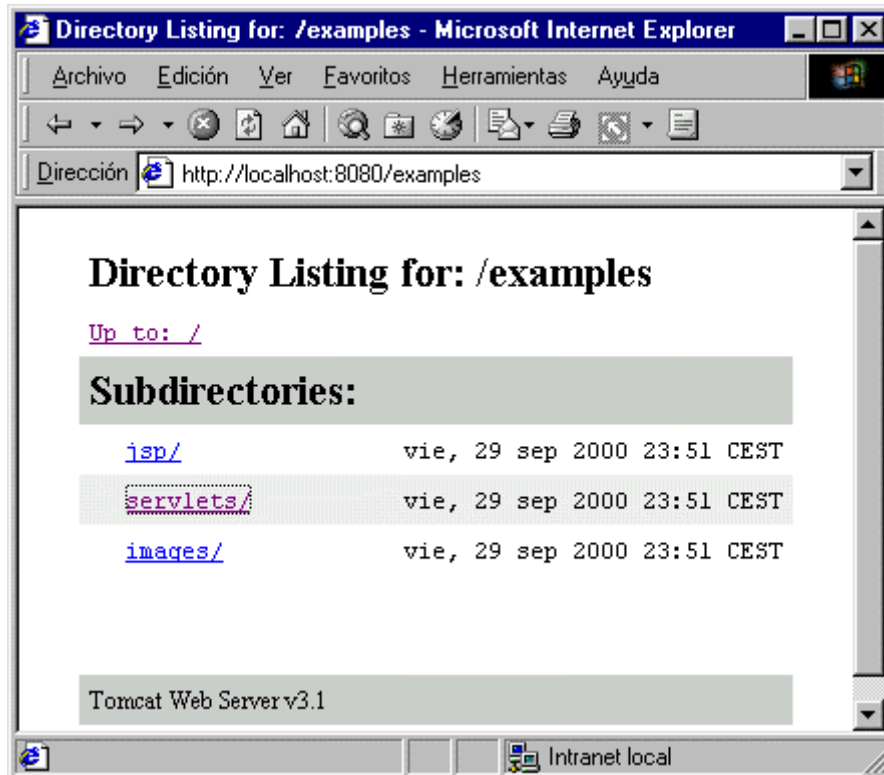 Directory Listing for: /examples - Microsoft Internet Explorer
Archivo Edición Ver Favoritos Herramientas Ayuda
Dirección http://localhost:8080/examples
Directory Listing for: /examples
Up to: /
Subdirectories:
jsp/ vie, 29 sep 2000 23:51 CEST
servlets/ vie, 29 sep 2000 23:51 CEST
images/ vie, 29 sep 2000 23:51 CEST
Tomcat Web Server v3.1
Intranet local